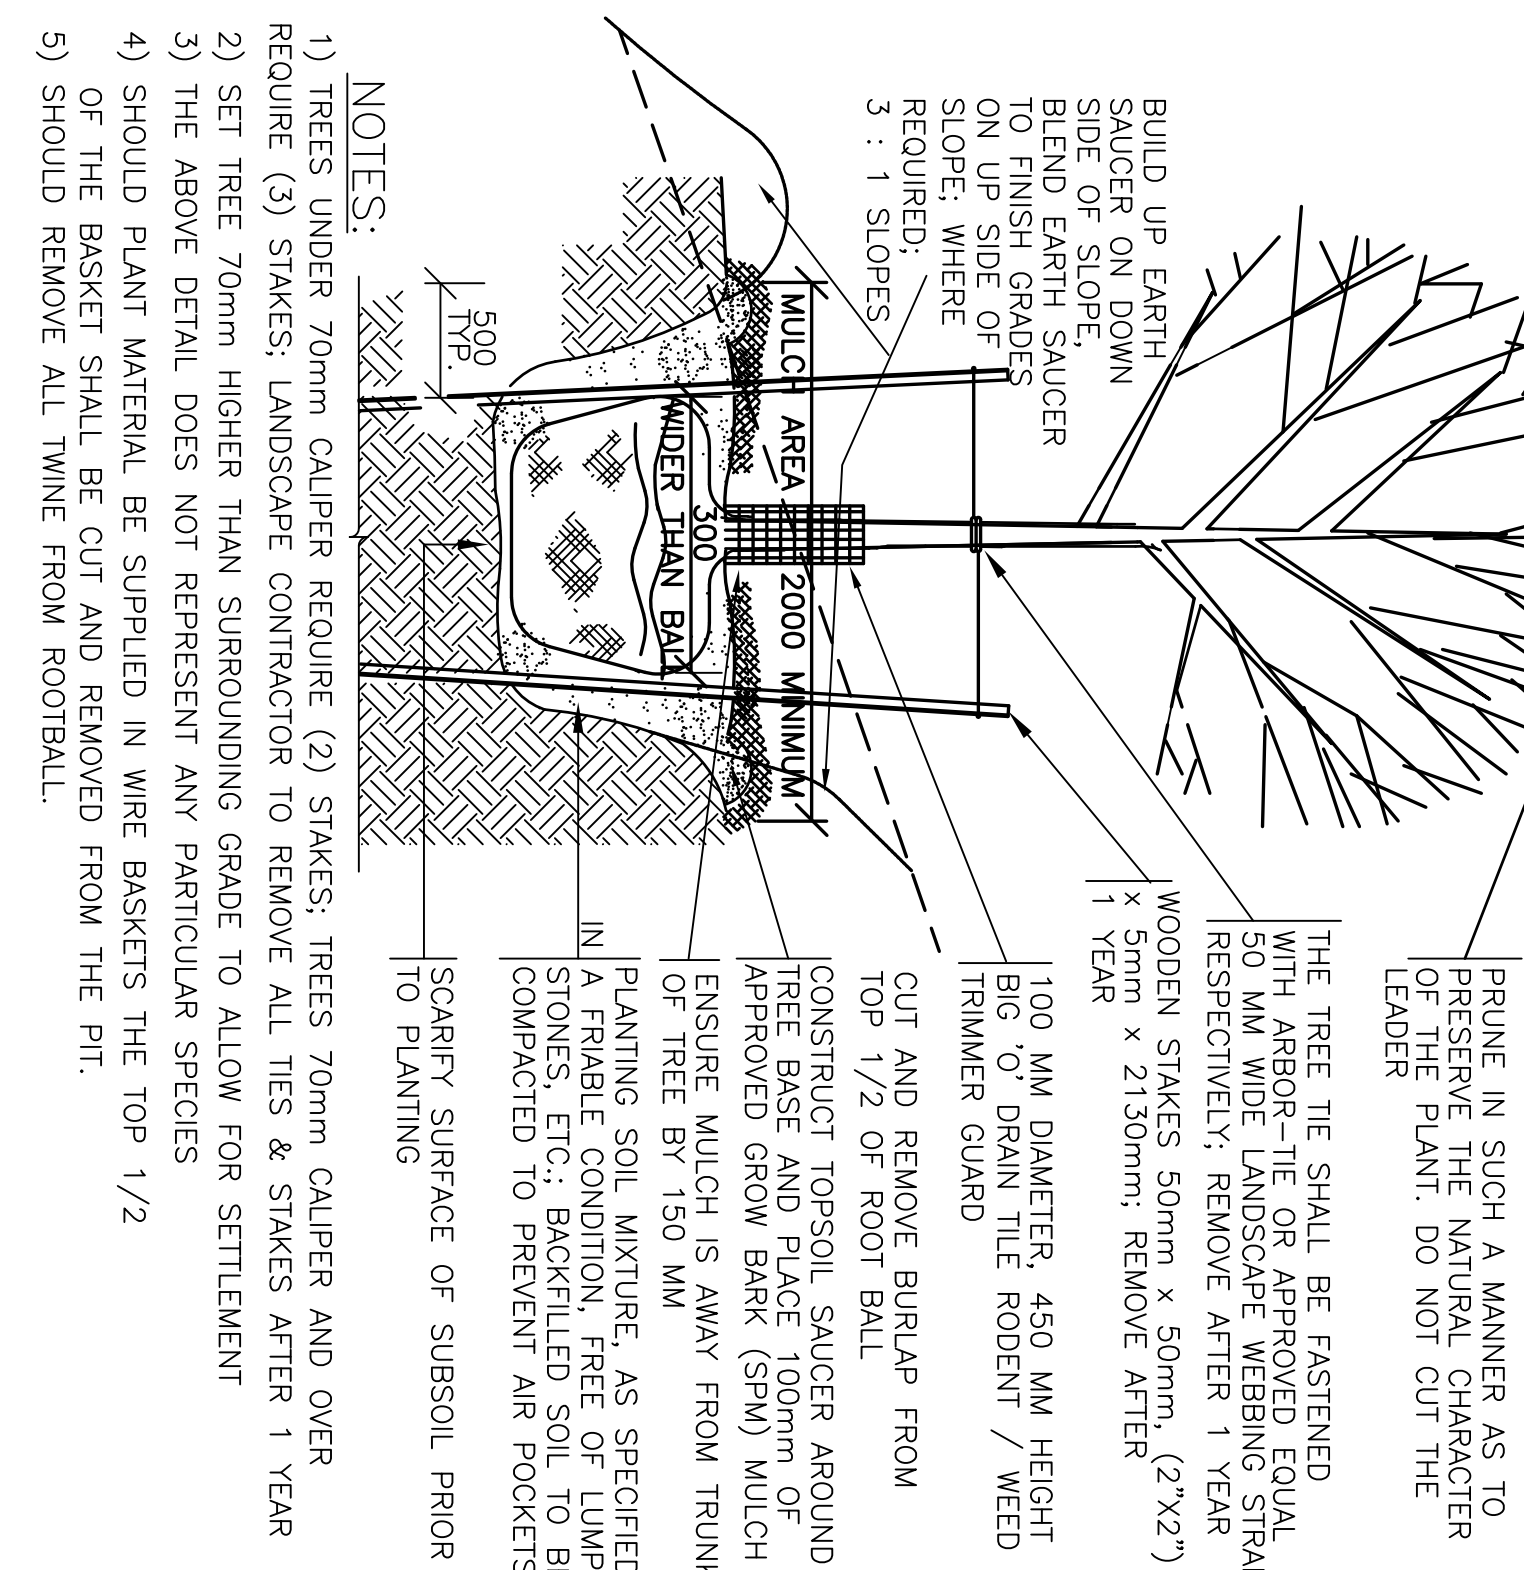 PRUNE IN SUCH A MANNER AS TO
PRESERVE THE NATURAL CHARACTER
OF THE PLANT. DO NOT CUT THE
LEADER
THE TREE TIE SHALL BE FASTENED
WITH ARBOR-TIE OR APPROVED EQUAL
50 MM WIDE LANDSCAPE WEBBING
RESPECTIVELY; REMOVE AFTER 1 YEAR
WOODEN STAKES 50mm x 50mm, (2"X2")
x 5mm x 2130mm; REMOVE AFTER
1 YEAR
BUILD UP EARTH
SAUCER ON DOWN
SIDE OF SLOPE,
BLEND EARTH SAUCER
TO FINISH GRADES
ON UP SIDE OF
SLOPE; WHERE
REQUIRED;
3 : 1 SLOPES
100 MM DIAMETER, 450 MM HEIGHT
BIG 'O' DRAIN TILE RODENT / WEED
TRIMMER GUARD
CUT AND REMOVE BURLAP FROM
TOP 1/2 OF ROOT BALL
MULCH AREA 2000 MINIMUM
CONSTRUCT TOPSOIL SAUCER AROUND
TREE BASE AND PLACE 100mm OF
APPROVED GROW BARK (SPM) MULCH
300
WIDER THAN BALL
ENSURE MULCH IS AWAY FROM TRUNK
OF TREE BY 150 MM
PLANTING SOIL MIXTURE, AS SPECIFIED
IN
A FRIABLE CONDITION, FREE OF LUMP
STONES, ETC.; BACKFILLED SOIL TO BE
COMPACTED TO PREVENT AIR POCKETS
500
TYP.
SCARIFY SURFACE OF SUBSOIL PRIOR
TO PLANTING
NOTES:
1) TREES UNDER 70mm CALIPER REQUIRE (2) STAKES; TREES 70mm CALIPER AND OVER
REQUIRE (3) STAKES; LANDSCAPE CONTRACTOR TO REMOVE ALL TIES & STAKES AFTER 1 YEAR
2) SET TREE 70mm HIGHER THAN SURROUNDING GRADE TO ALLOW FOR SETTLEMENT
3) THE ABOVE DETAIL DOES NOT REPRESENT ANY PARTICULAR SPECIES
4) SHOULD PLANT MATERIAL BE SUPPLIED IN WIRE BASKETS THE TOP 1/2
OF THE BASKET SHALL BE CUT AND REMOVED FROM THE PIT.
5) SHOULD REMOVE ALL TWINE FROM ROOTBALL.